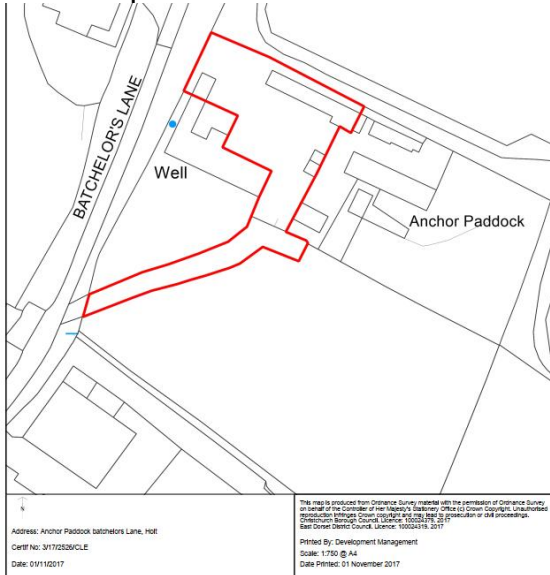 BATCHELOR'S LANE
Well
Anchor Paddock
N
Address: Anchor Paddock batchelors Lane, Holt
Certif No: 3/17/2526/CLE
Date: 01/11/2017
This map is produced from Ordnance Survey material with the permission of Ordnance Survey
on behalf of the Controller of Her Majesty's Stationery Office (c) Crown Copyright. Unauthorised
reproduction infringes Crown copyright and may lead to prosecution or civil proceedings.
Christchurch Borough Council. Licence: 100024379, 2017
East Dorset District Council. Licence: 100024319, 2017
Printed By: Development Management
Scale: 1:750 @ A4
Date Printed: 01 November 2017